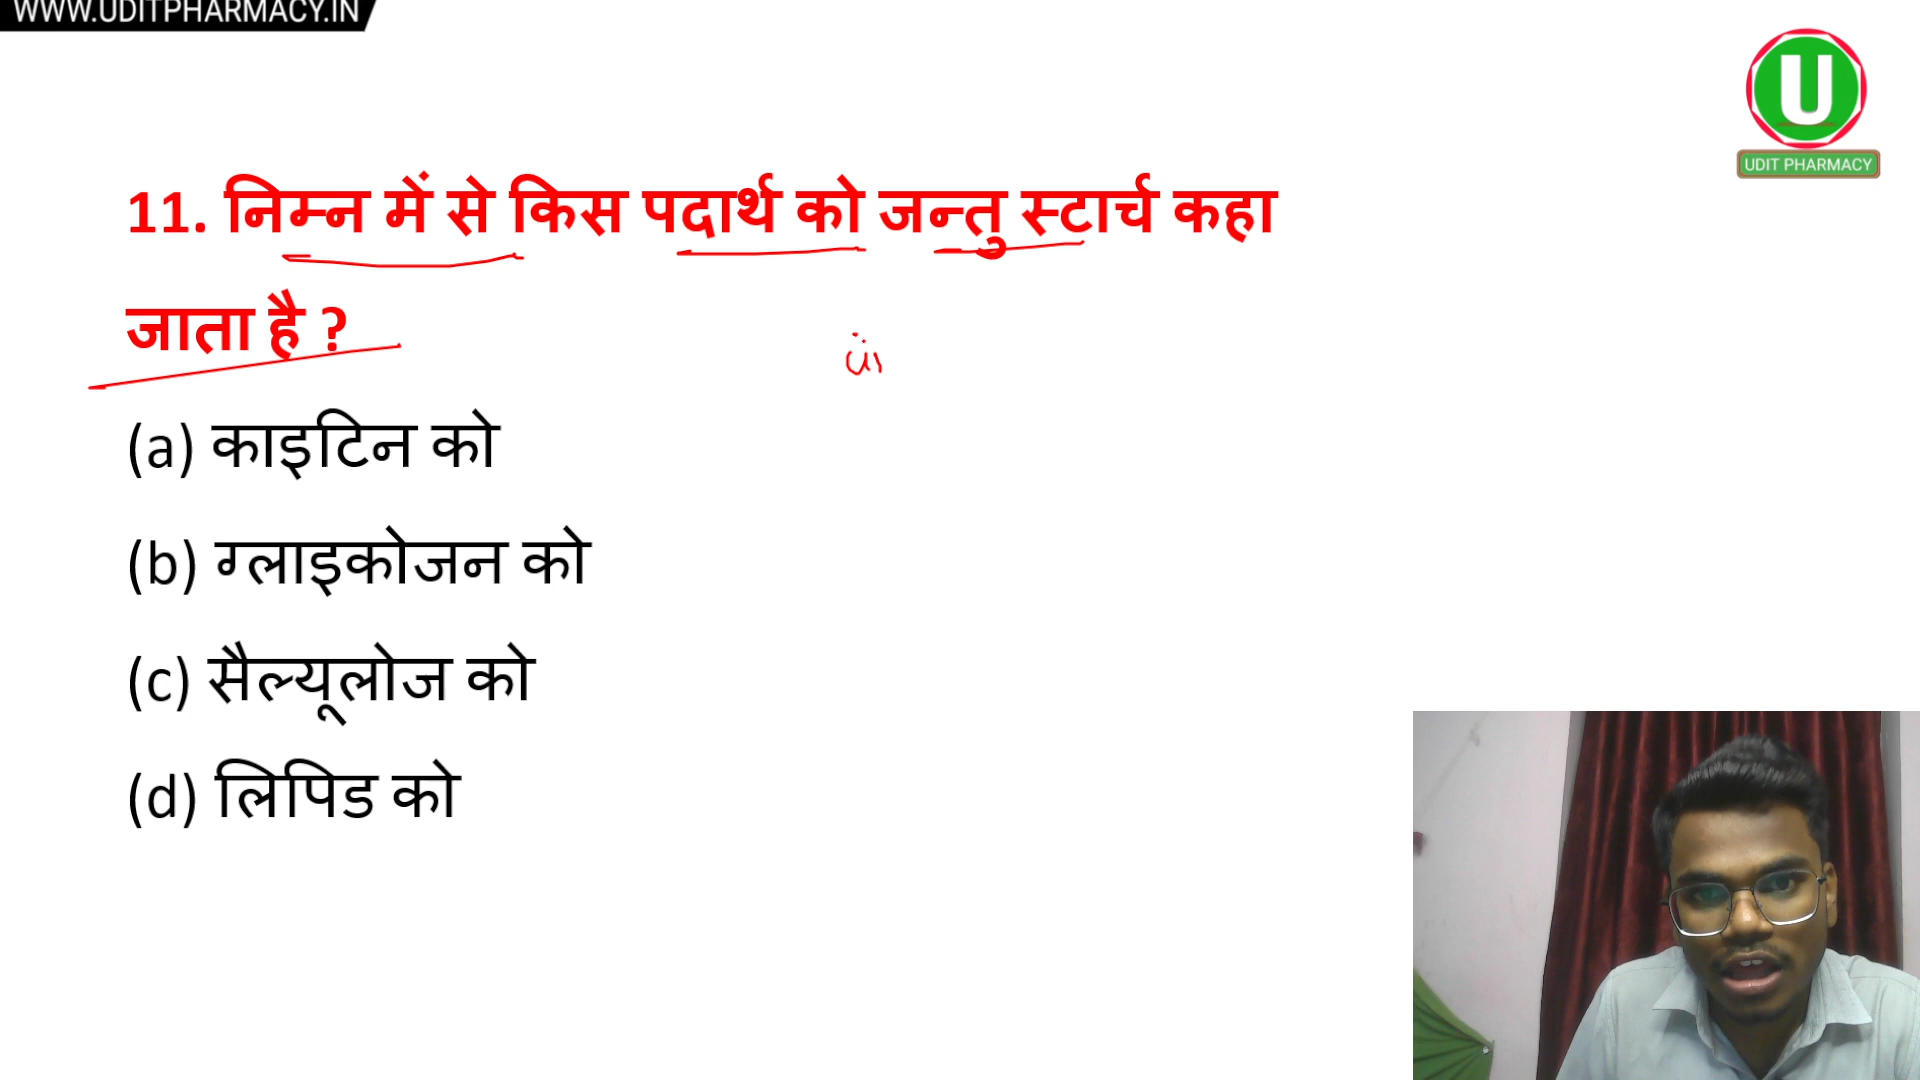 WWW.UDITPHARMACY.IN
U
UDIT PHARMACY
11. निम्न में से किस पदार्थ को जन्तु स्टार्च कहा
जाता है ?
(a) काइटिन को
(b) ग्लाइकोजन को
(c) सैल्यूलोज को
(d) लिपिड को